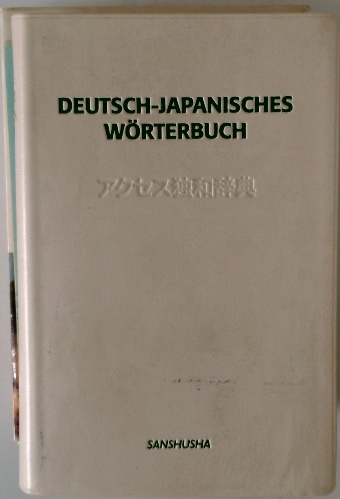 DEUTSCH-JAPANISCHES
WÖRTERBUCH
アクセス独和辞典
SANSHUSHA